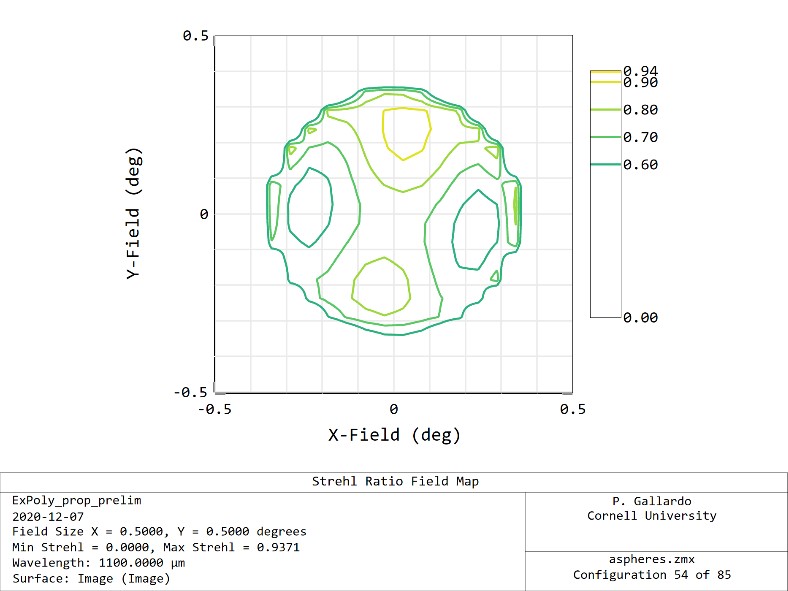 0.5
0
-0.5
-0.5
0
0.5
Y-Field (deg)
X-Field (deg)
0.94
0.90
0.80
0.70
0.60
0.00
Strehl Ratio Field Map
ExPoly_prop_prelim
2020-12-07
Field Size X = 0.5000, Y = 0.5000 degrees
Min Strehl = 0.0000, Max Strehl = 0.9371
Wavelength: 1100.0000 µm
Surface: Image (Image)
P. Gallardo
Cornell University
aspheres.zmx
Configuration 54 of 85